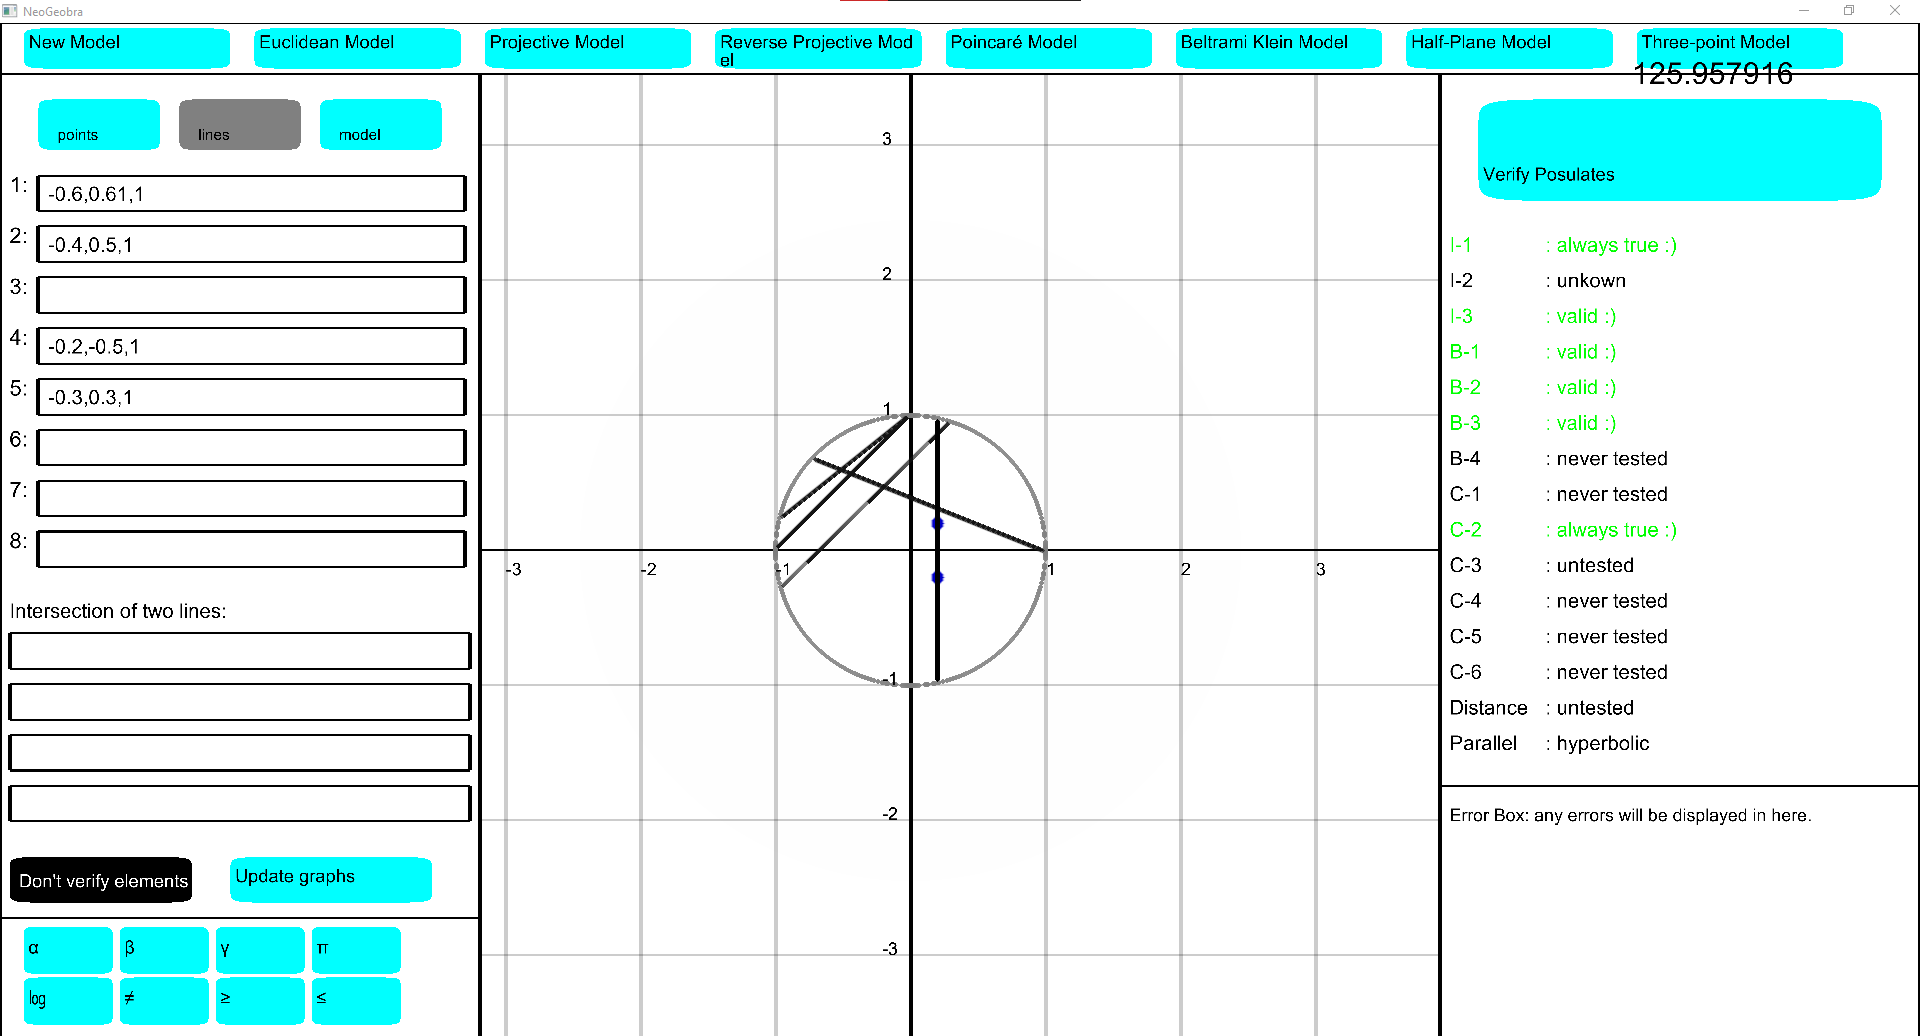 NeoGeobra
New Model
Euclidean Model
Projective Model
Reverse Projective Mod
el
Poincaré Model
Beltrami Klein Model
Half-Plane Model
Three-point Model
125.957916
points
lines
model
1: -0.6,0.61,1
2: -0.4,0.5,1
3:
4: -0.2,-0.5,1
5: -0.3,0.3,1
6:
7:
8:
Intersection of two lines:
Don't verify elements
Update graphs
α
β
γ
π
log
≠
≥
≤
3
2
1
-3
-2
-1
1
2
3
-1
-2
-3
Verify Posulates
I-1 : always true :)
I-2 : unkown
I-3 : valid :)
B-1 : valid :)
B-2 : valid :)
B-3 : valid :)
B-4 : never tested
C-1 : never tested
C-2 : always true :)
C-3 : untested
C-4 : never tested
C-5 : never tested
C-6 : never tested
Distance : untested
Parallel : hyperbolic
Error Box: any errors will be displayed in here.